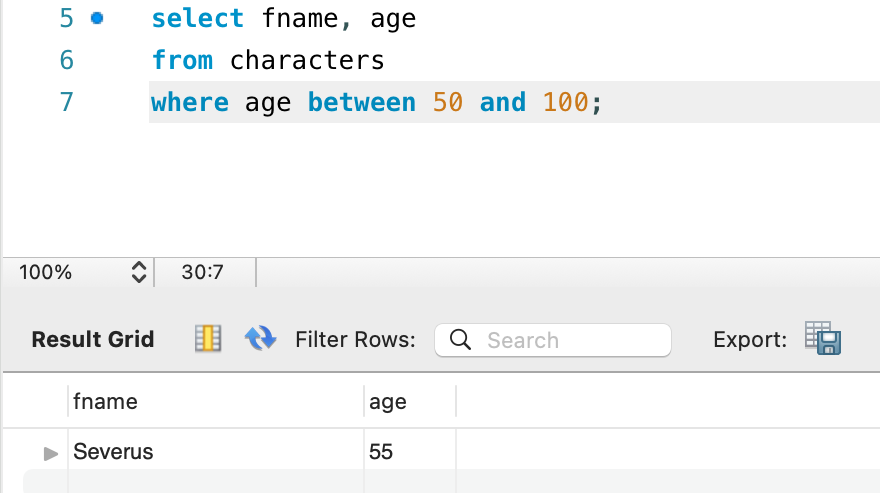 5 select fname, age
6 from characters
7 where age between 50 and 100;
100% 30:7
Result Grid Filter Rows: Search Export:
fname age
Severus 55